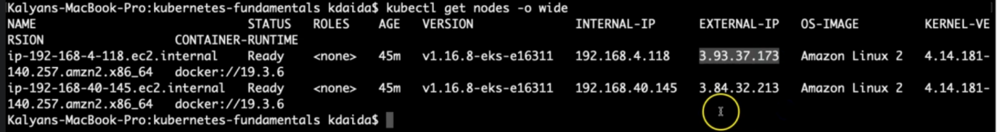 Kalyans-MacBook-Pro:kubernetes-fundamentals kdaida$ kubectl get nodes -o wide
NAME STATUS ROLES AGE VERSION INTERNAL-IP EXTERNAL-IP OS-IMAGE KERNEL-VE
RSION CONTAINER-RUNTIME
ip-192-168-4-118.ec2.internal Ready <none> 45m v1.16.8-eks-e16311 192.168.4.118 3.93.37.173 Amazon Linux 2 4.14.181-
140.257.amzn2.x86_64 docker://19.3.6
ip-192-168-40-145.ec2.internal Ready <none> 45m v1.16.8-eks-e16311 192.168.40.145 3.84.32.213 Amazon Linux 2 4.14.181-
140.257.amzn2.x86_64 docker://19.3.6
Kalyans-MacBook-Pro:kubernetes-fundamentals kdaida$